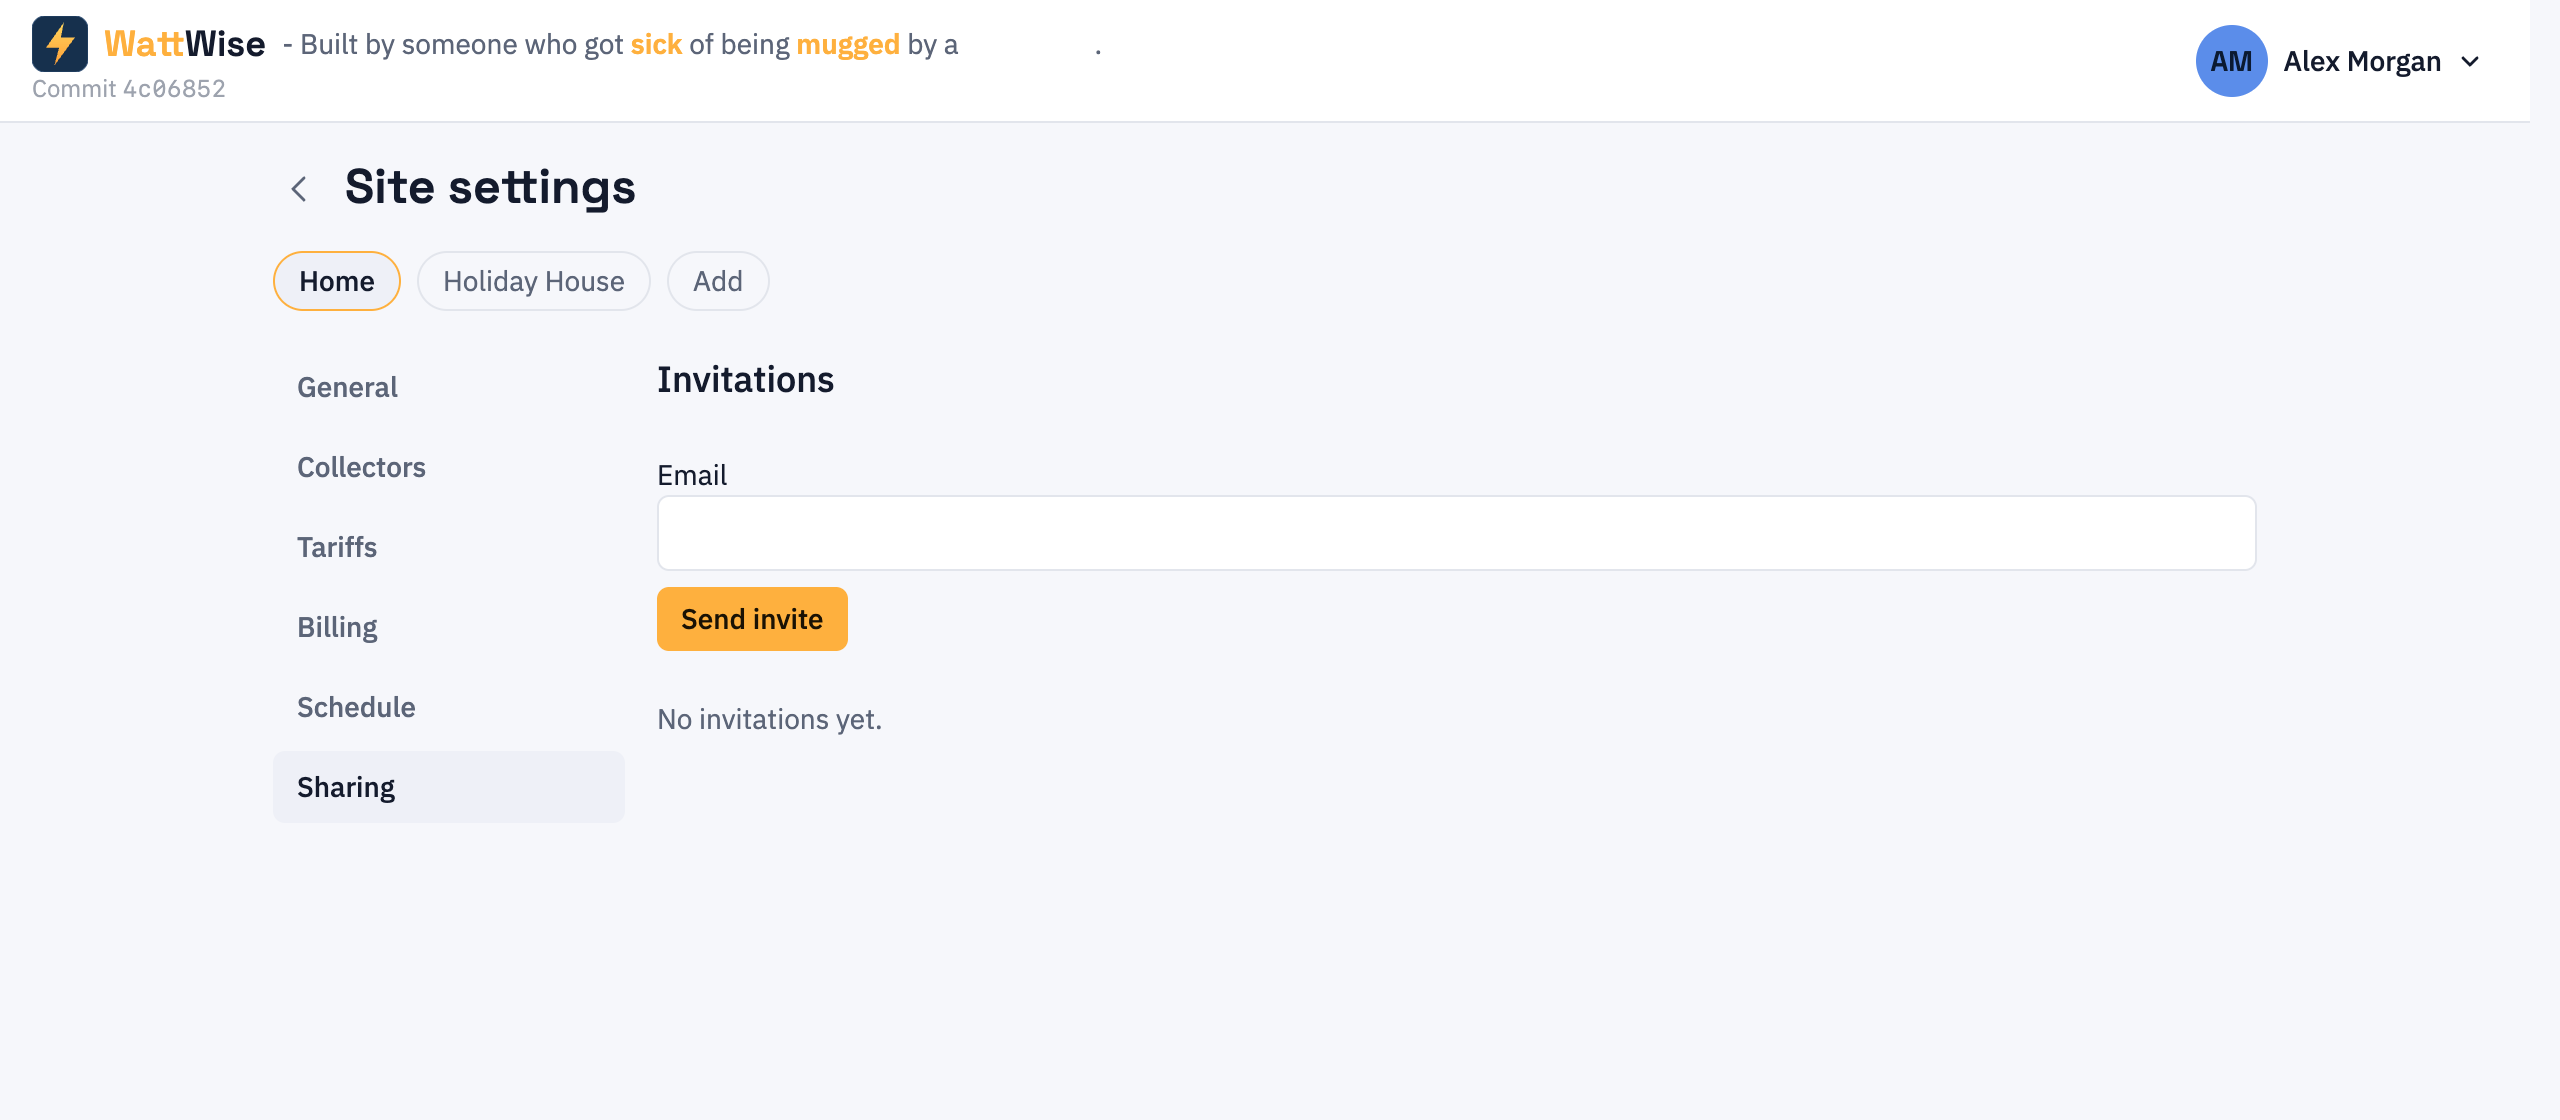 WattWise - Built by someone who got sick of being mugged by a .
Commit 4c06852
AM Alex Morgan
Site settings
Home Holiday House Add
General
Collectors
Tariffs
Billing
Schedule
Sharing
Invitations
Email
Send invite
No invitations yet.